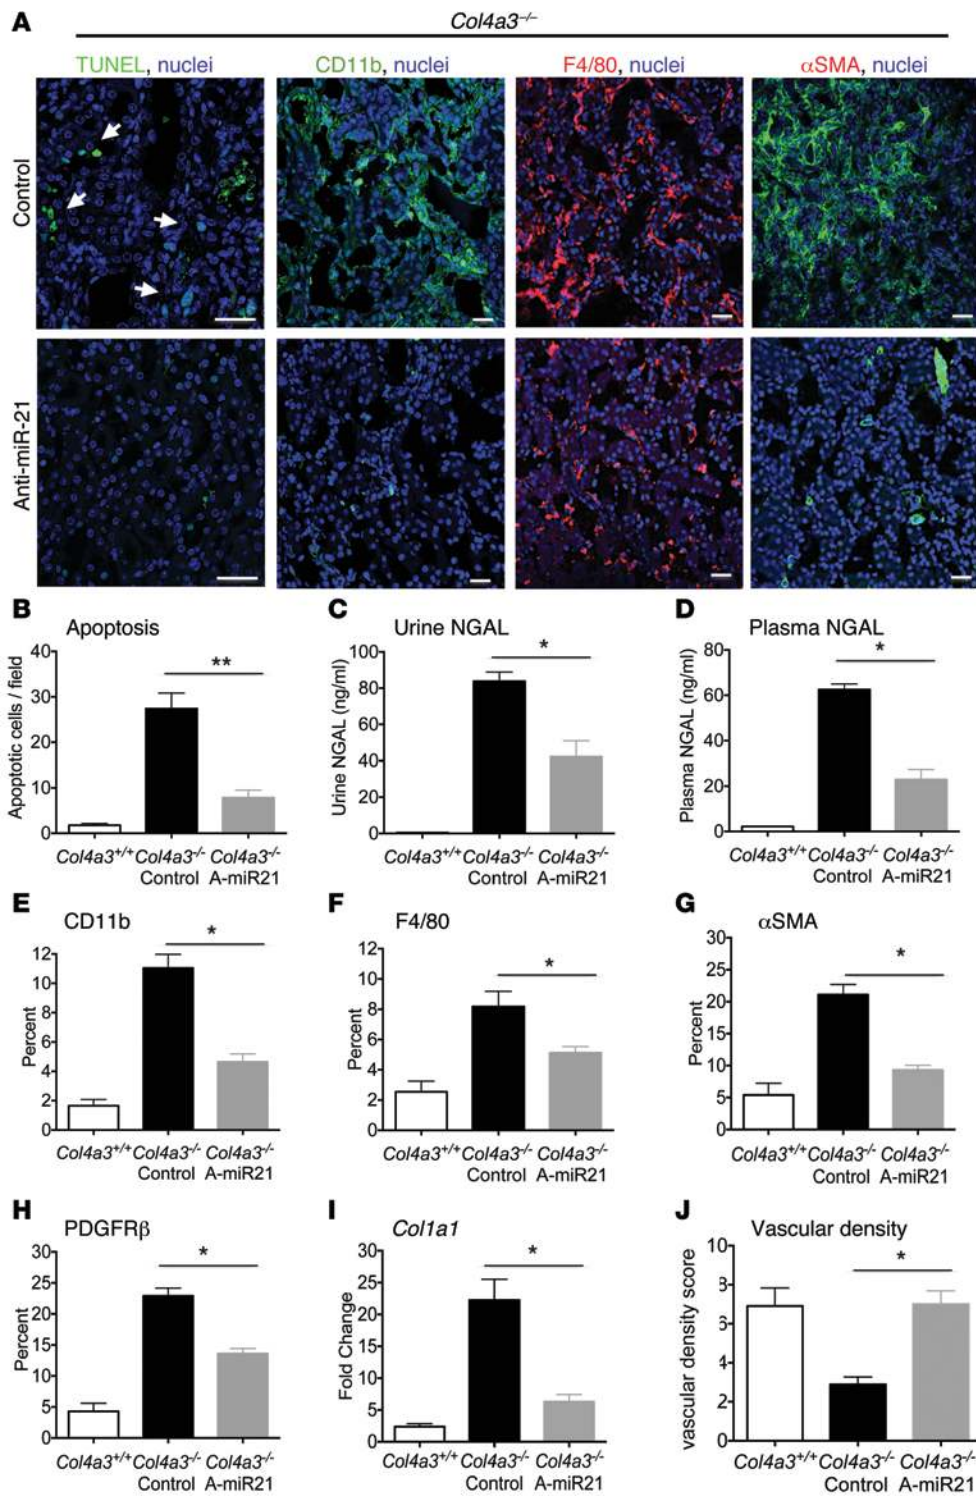 A
Col4a3–/–
TUNEL, nuclei
CD11b, nuclei
F4/80, nuclei
αSMA, nuclei
Control
Anti-miR-21
B
Apoptosis
Apoptotic cells / field
40
30
20
10
0
**
Col4a3+/+ Col4a3-/- Col4a3-/-
Control A-miR21
C
Urine NGAL
Urine NGAL (ng/ml)
100
80
60
40
20
0
*
Col4a3+/+ Col4a3-/- Col4a3-/-
Control A-miR21
D
Plasma NGAL
Plasma NGAL (ng/ml)
80
60
40
20
0
*
Col4a3+/+ Col4a3-/- Col4a3-/-
Control A-miR21
E
CD11b
Percent
12
10
8
6
4
2
0
*
Col4a3+/+ Col4a3-/- Col4a3-/-
Control A-miR21
F
F4/80
Percent
12
10
8
6
4
2
0
*
Col4a3+/+ Col4a3-/- Col4a3-/-
Control A-miR21
G
αSMA
Percent
30
25
20
15
10
5
0
*
Col4a3+/+ Col4a3-/- Col4a3-/-
Control A-miR21
H
PDGFRβ
Percent
30
25
20
15
10
5
0
*
Col4a3+/+ Col4a3-/- Col4a3-/-
Control A-miR21
I
Col1a1
Fold Change
30
25
20
15
10
5
0
*
Col4a3+/+ Col4a3-/- Col4a3-/-
Control A-miR21
J
Vascular density
vascular density score
10
8
6
4
2
0
*
Col4a3+/+ Col4a3-/- Col4a3-/-
Control A-miR21